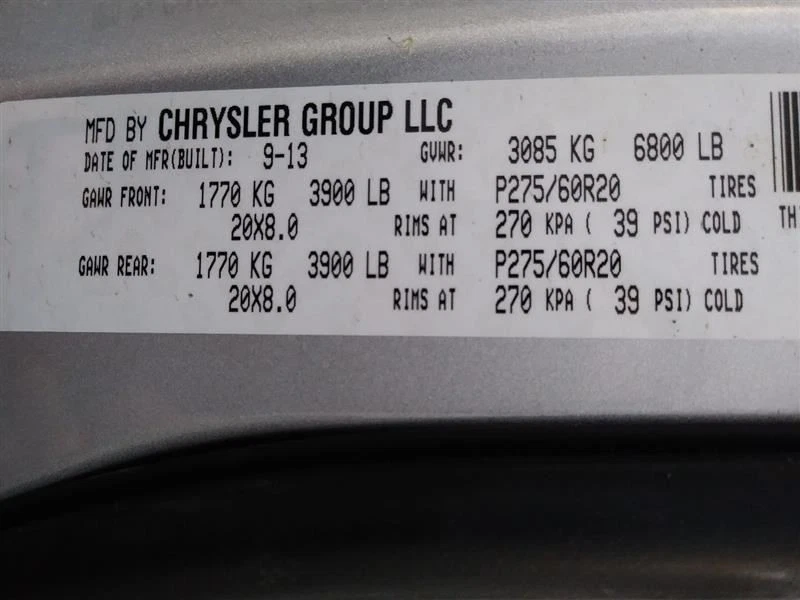 MFD BY CHRYSLER GROUP LLC
DATE OF MFR(BUILT): 9-13 GVWR: 3085 KG 6800 LB
GAWR FRONT: 1770 KG 3900 LB WITH P275/60R20 TIRES
20X8.0 RIMS AT 270 KPA ( 39 PSI) COLD
GAWR REAR: 1770 KG 3900 LB WITH P275/60R20 TIRES
20X8.0 RIMS AT 270 KPA ( 39 PSI) COLD